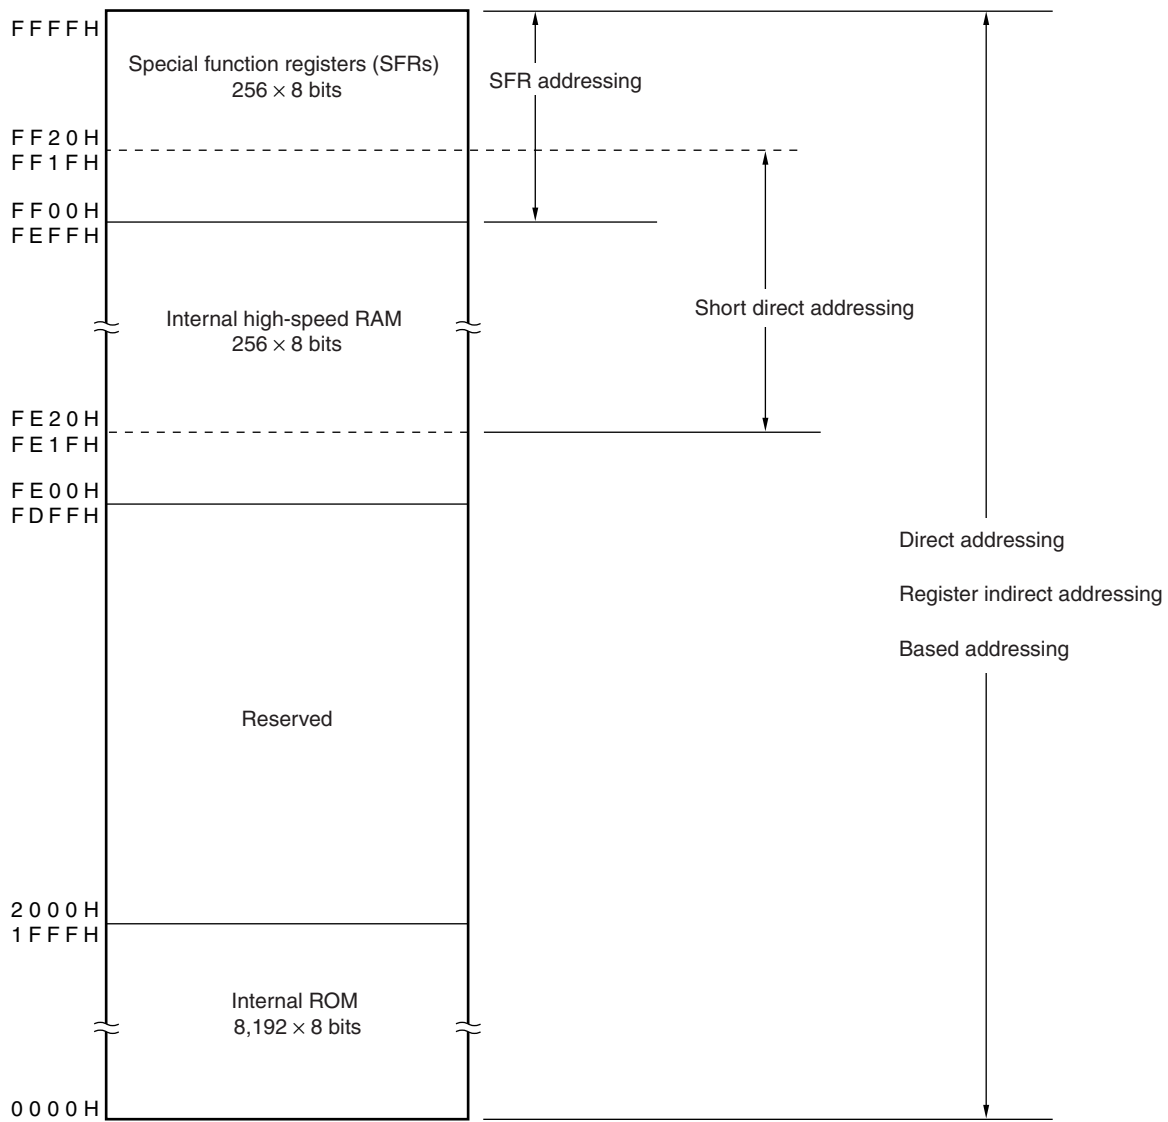 FFFFH
Special function registers (SFRs)
256 × 8 bits
SFR addressing
FF20H
FF1FH
FF00H
FEFFH
Internal high-speed RAM
256 × 8 bits
Short direct addressing
FE20H
FE1FH
FE00H
FDFFH
Direct addressing
Register indirect addressing
Based addressing
Reserved
2000H
1FFFH
Internal ROM
8,192 × 8 bits
0000H